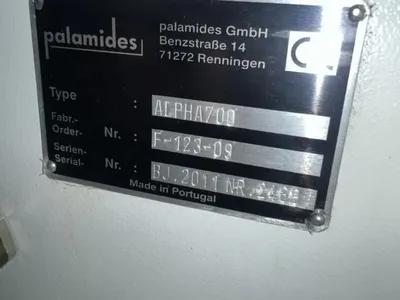 palamides
palamides GmbH
Benzstraße 14
71272 Renningen
CE
Type : ALPHA700
Fabr.-
Order- Nr. : F-123-09
Serien-
Serial- Nr. : BJ.2011 NR.
Made in Portugal